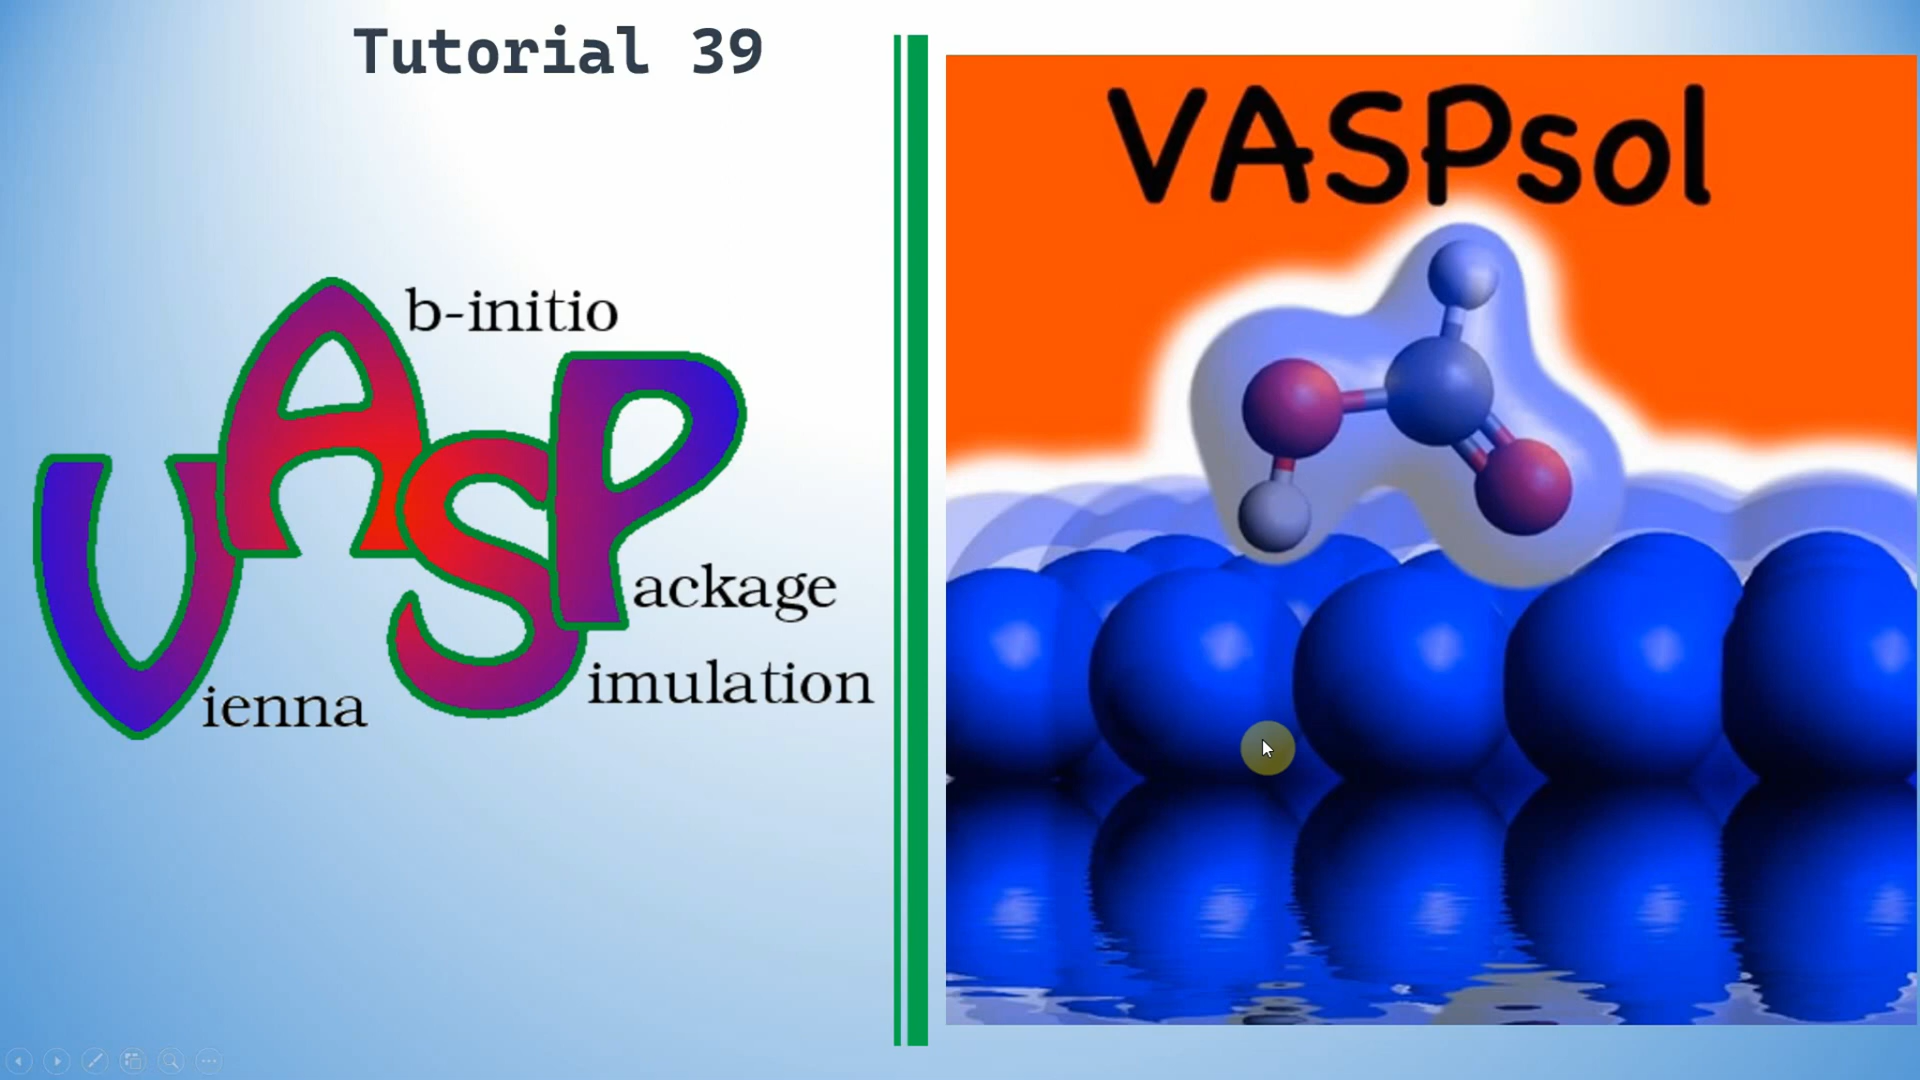 Tutorial 39
VASP
b-initio
ackage
imulation
ienna
VASPsol